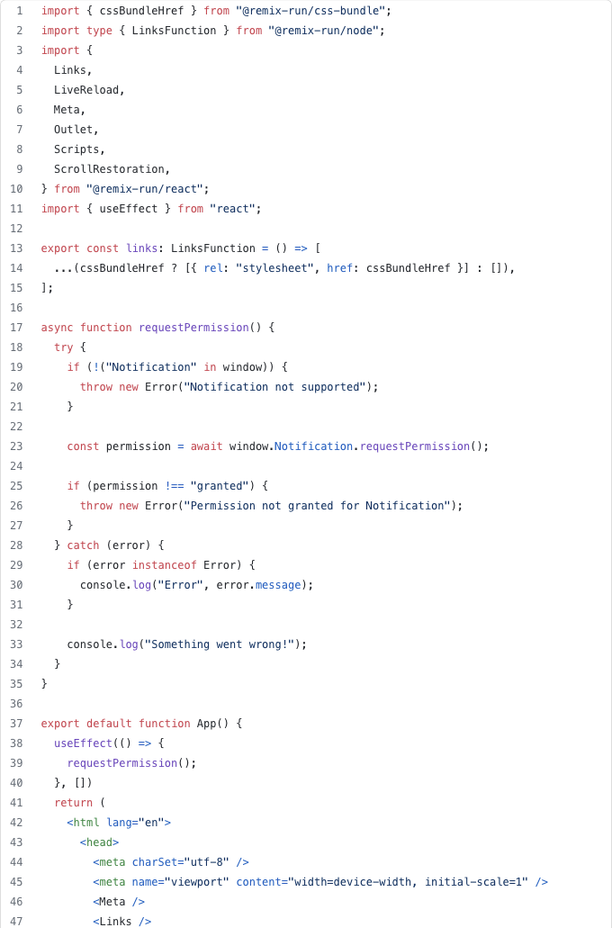 1 import { cssBundleHref } from "@remix-run/css-bundle";
2 import type { LinksFunction } from "@remix-run/node";
3 import {
4   Links,
5   LiveReload,
6   Meta,
7   Outlet,
8   Scripts,
9   ScrollRestoration,
10 } from "@remix-run/react";
11 import { useEffect } from "react";
12
13 export const links: LinksFunction = () => [
14   ...(cssBundleHref ? [{ rel: "stylesheet", href: cssBundleHref }] : []),
15 ];
16
17 async function requestPermission() {
18   try {
19     if (!("Notification" in window)) {
20       throw new Error("Notification not supported");
21     }
22
23     const permission = await window.Notification.requestPermission();
24
25     if (permission !== "granted") {
26       throw new Error("Permission not granted for Notification");
27     }
28   } catch (error) {
29     if (error instanceof Error) {
30       console.log("Error", error.message);
31     }
32
33     console.log("Something went wrong!");
34   }
35 }
36
37 export default function App() {
38   useEffect(() => {
39     requestPermission();
40   }, [])
41   return (
42     <html lang="en">
43       <head>
44         <meta charSet="utf-8" />
45         <meta name="viewport" content="width=device-width, initial-scale=1" />
46         <Meta />
47         <Links />